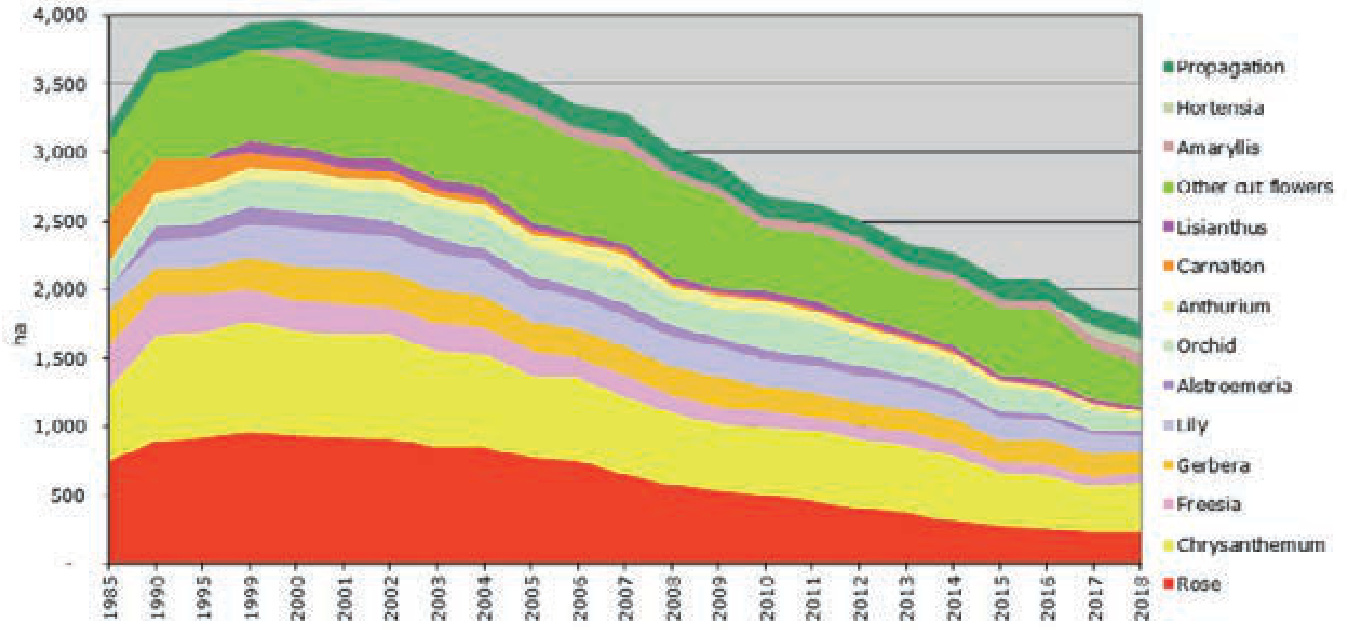 4,000
3,500
3,000
2,500
2,000
1,500
1,000
500
-
ha
1985
1990
1995
1999
2000
2001
2002
2003
2004
2005
2006
2007
2008
2009
2010
2011
2012
2013
2014
2015
2016
2017
2018
Propagation
Hortensia
Amaryllis
Other cut flowers
Lisianthus
Carnation
Anthurium
Orchid
Alstroemeria
Lily
Gerbera
Freesia
Chrysanthemum
Rose